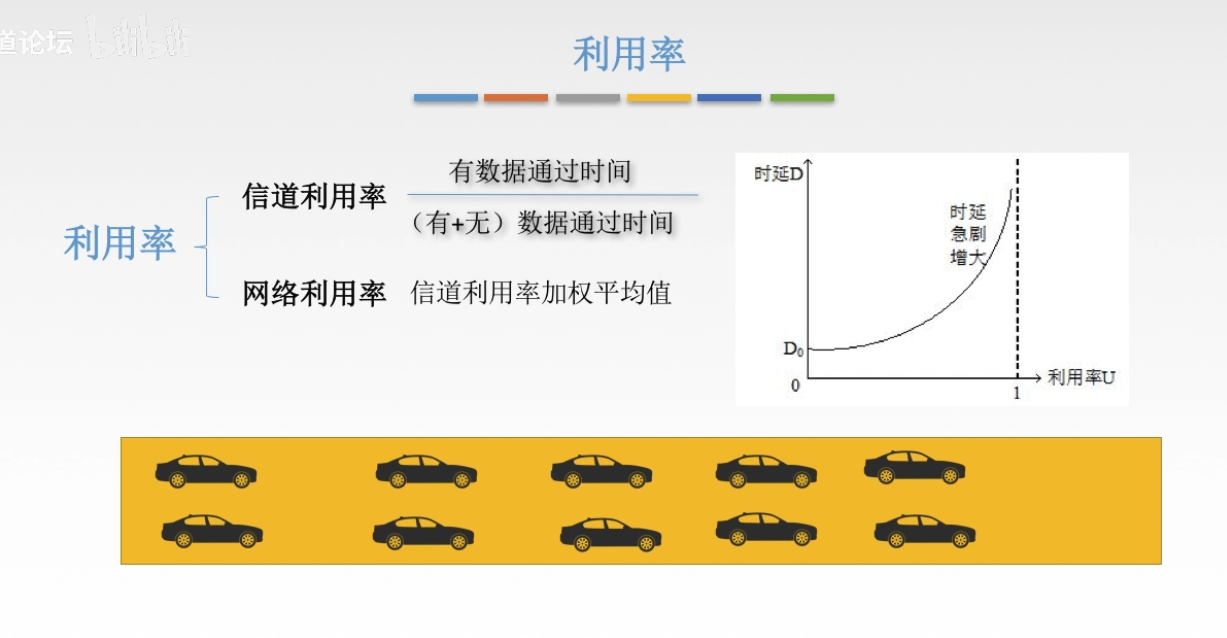 道论坛 bilibili
利用率
利用率
信道利用率
有数据通过时间
（有+无）数据通过时间
网络利用率 信道利用率加权平均值
时延D
时延
急剧
增大
D₀
0
1
利用率U